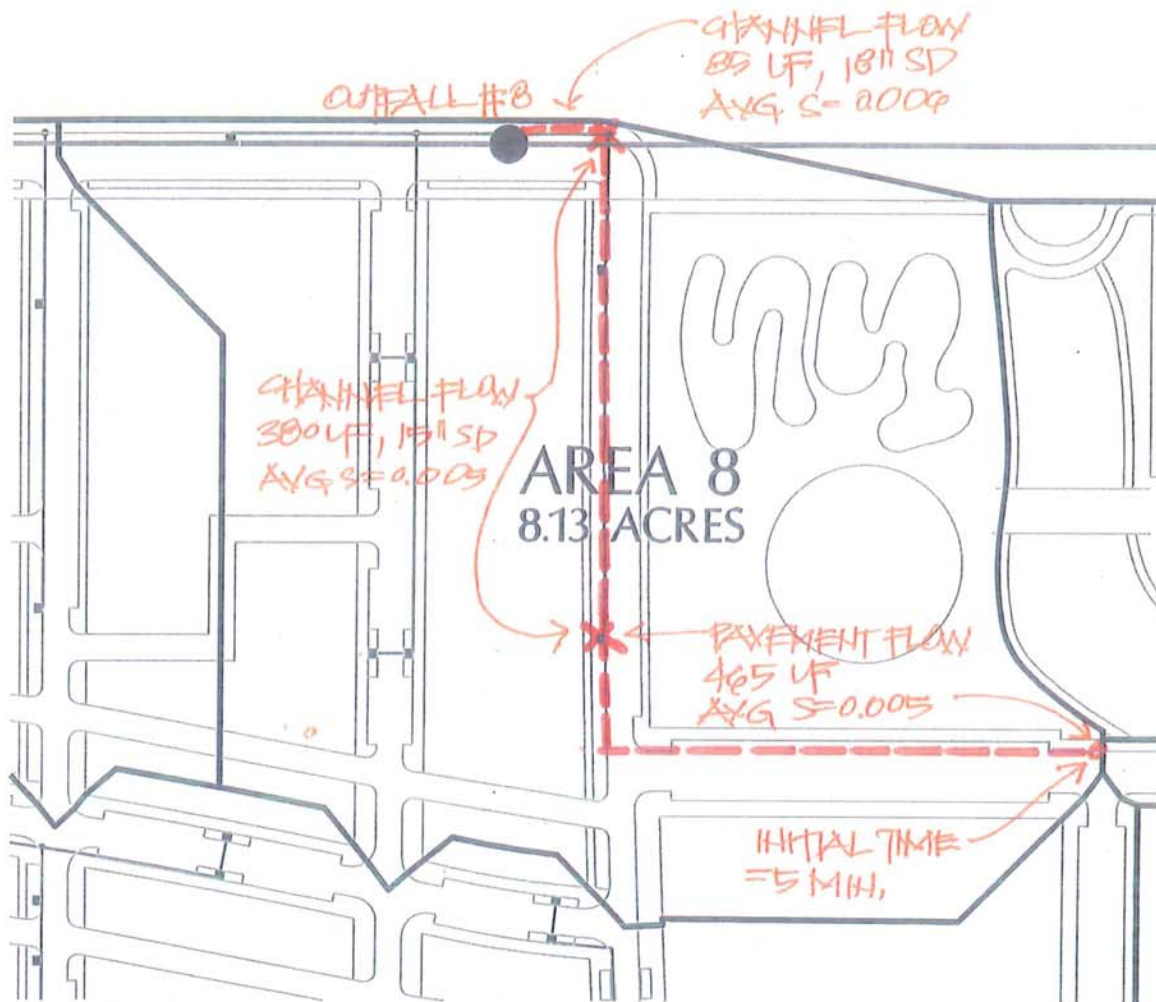 CHANNEL FLOW
85 LF, 18" SD
AVG. S= 0.006
OUTFALL #8
CHANNEL FLOW
380 LF, 15" SD
AVG S= 0.005
AREA 8
8.13 ACRES
PAVEMENT FLOW
465 LF
AVG S=0.005
INITIAL TIME
=5 MIN.